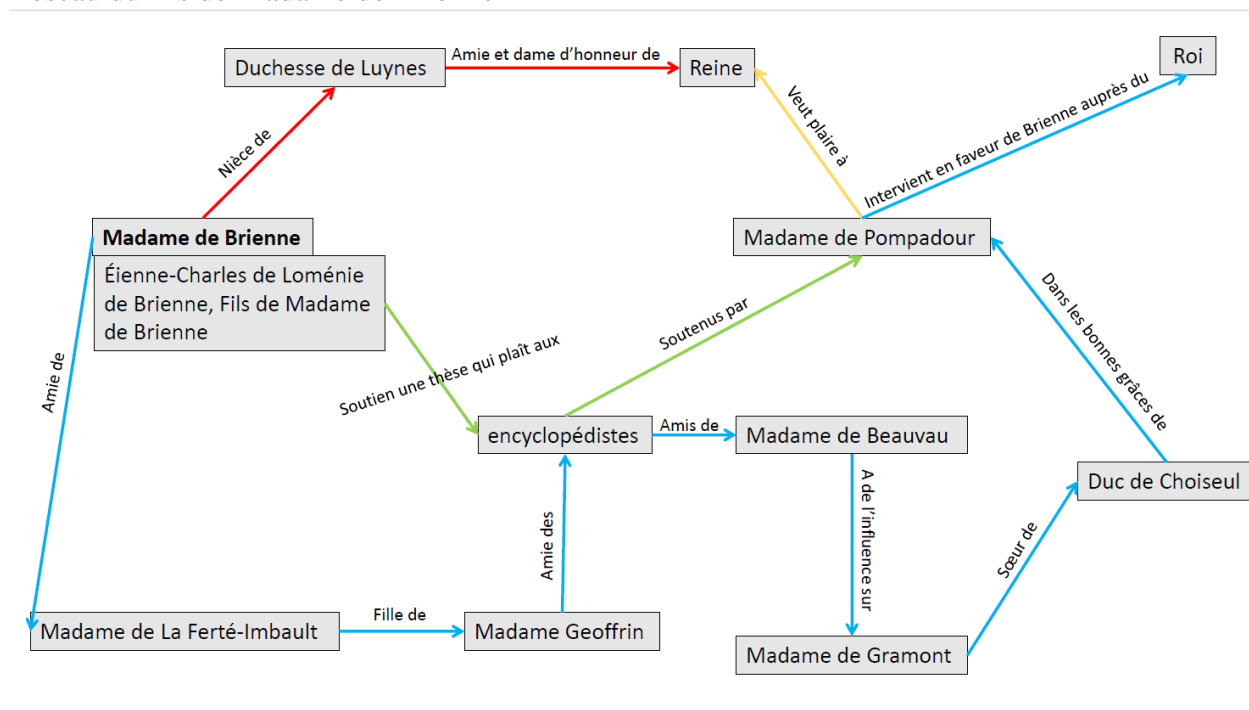 Duchesse de Luynes
Amie et dame d’honneur de
Reine
Roi
Nièce de
Veut plaire à
Intervient en faveur de Brienne auprès du
Madame de Brienne
Éienne-Charles de Loménie
de Brienne, Fils de Madame
de Brienne
Madame de Pompadour
Amie de
Soutien une thèse qui plaît aux
Soutenus par
Dans les bonnes grâces de
encyclopédistes
Amis de
Madame de Beauvau
Duc de Choiseul
Amie des
A de l’influence sur
Sœur de
Madame de La Ferté-Imbault
Fille de
Madame Geoffrin
Madame de Gramont